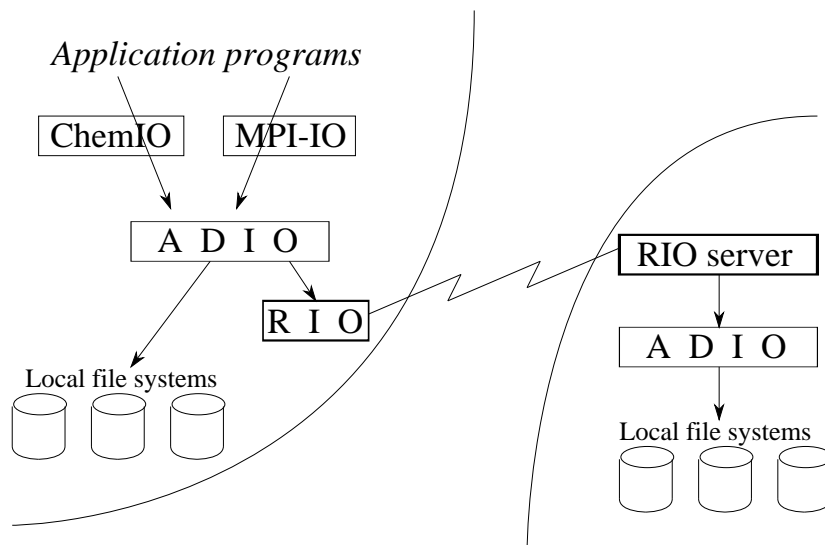 Application programs
ChemIO MPI-IO
A D I O
RIO server
R I O
A D I O
Local file systems
Local file systems